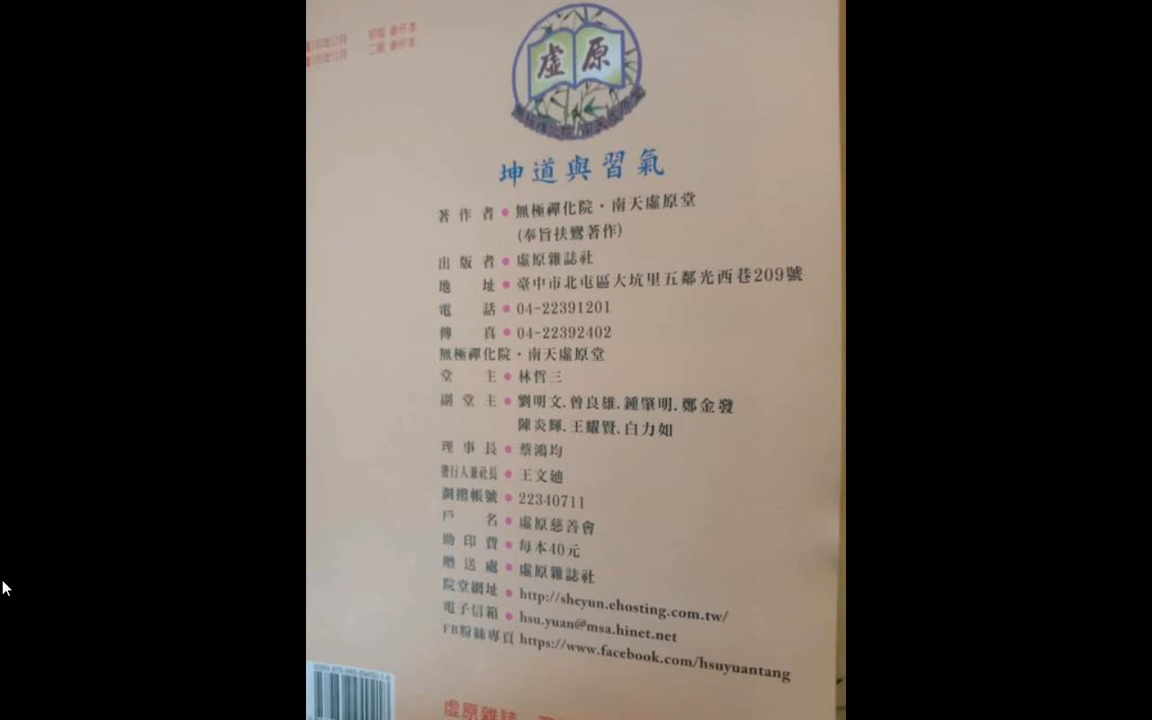 虛原
坤道與習氣
著作者●無極禪化院・南天虛原堂
(奉旨扶鸞著作)
出版者●虛原雜誌社
地址●臺中市北屯區大坑里五鄰光西巷209號
電話●04-22391201
傳真●04-22392402
無極禪化院・南天虛原堂
堂主●林哲三
副堂主●劉明文.曾良雄.鍾肇明.鄭金發
陳炎輝.王耀賢.白力如
理事長●蔡鴻均
發行人兼社長●王文
劃撥帳號●22340711
戶名●虛原慈善會
助印費●每本40元
贈送處●虛原雜誌社
院堂網址●http://sheyun.ehosting.com.tw/
電子信箱●hsu.yuan@msa.hinet.net
FB粉絲專頁 https://www.facebook.com/hsuyuantang
虛原雜誌